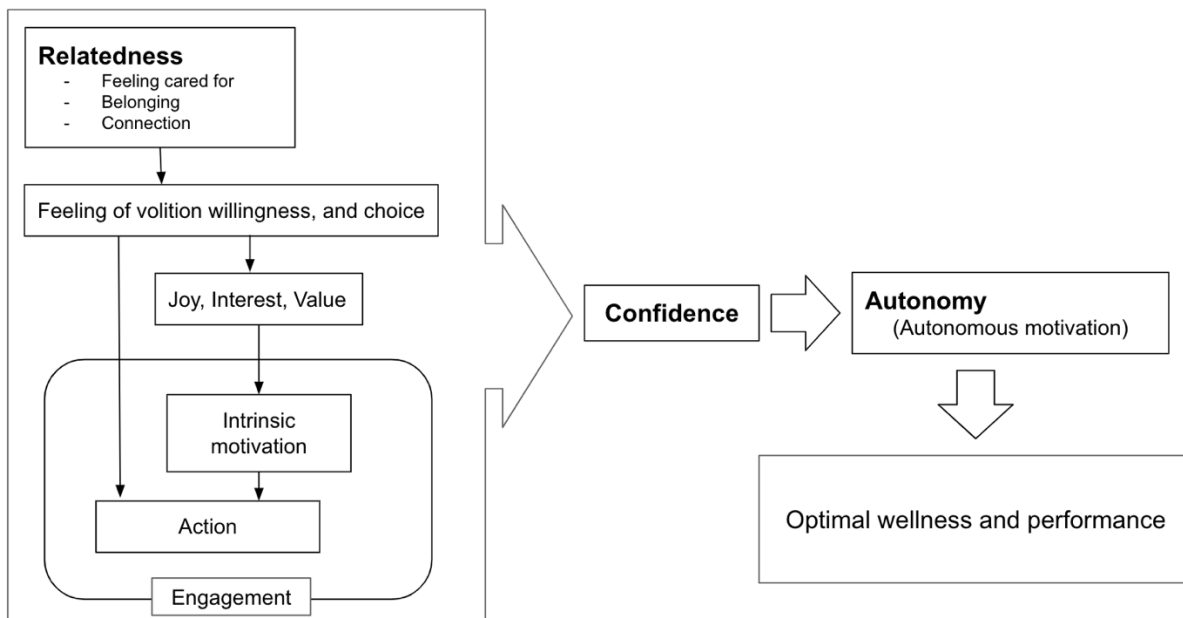 Relatedness
- Feeling cared for
- Belonging
- Connection
Feeling of volition willingness, and choice
Joy, Interest, Value
Intrinsic
motivation
Action
Engagement
Confidence
Autonomy
(Autonomous motivation)
Optimal wellness and performance